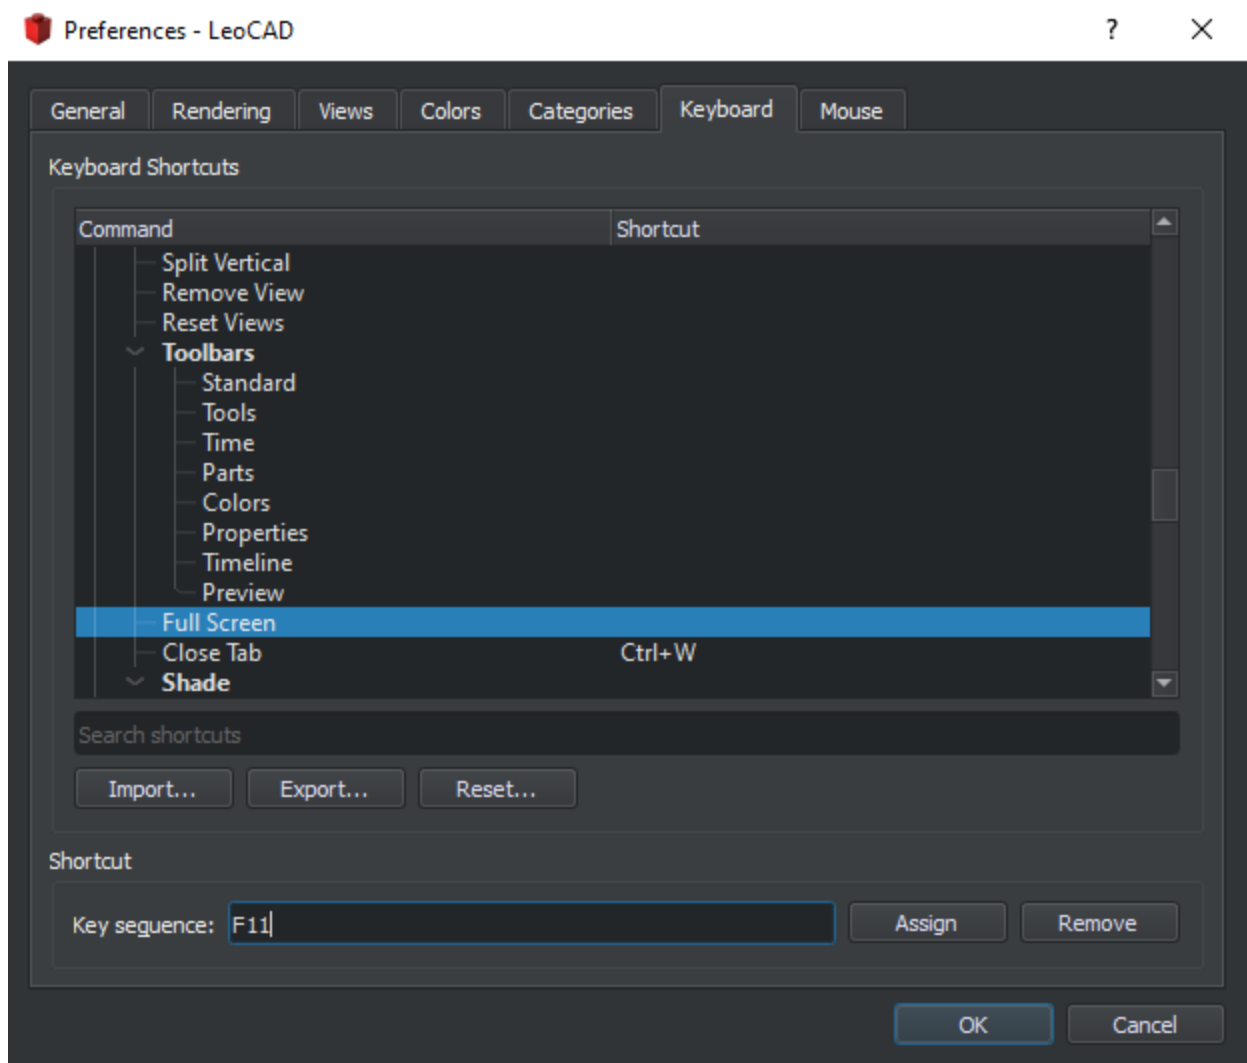 Preferences - LeoCAD ?
General Rendering Views Colors Categories Keyboard Mouse
Keyboard Shortcuts
Command Shortcut
Split Vertical
Remove View
Reset Views
Toolbars
Standard
Tools
Time
Parts
Colors
Properties
Timeline
Preview
Full Screen
Close Tab Ctrl+W
Shade
Search shortcuts
Import... Export... Reset...
Shortcut
Key sequence: F11 Assign Remove
OK Cancel